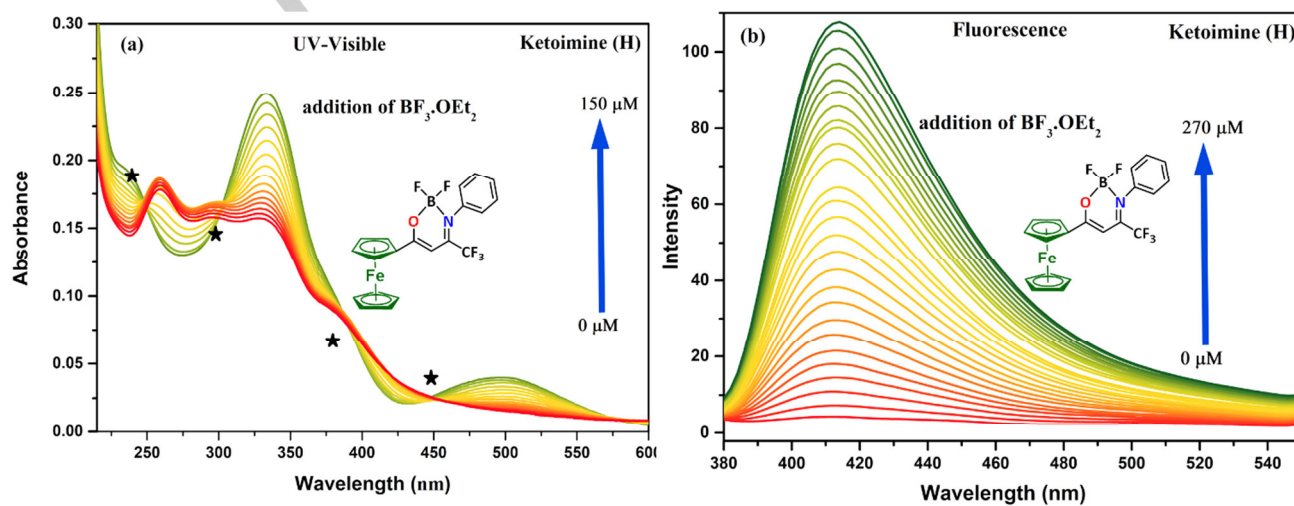 (a)
UV-Visible
Ketoimine (H)
addition of BF3.OEt2
150 μM
0 μM
F F
B
O N
CF3
Fe
Absorbance
0.30
0.25
0.20
0.15
0.10
0.05
0.00
250 300 350 400 450 500 550 600
Wavelength (nm)
(b)
Fluorescence
Ketoimine (H)
addition of BF3.OEt2
270 μM
0 μM
F F
B
O N
CF3
Fe
Intensity
100
80
60
40
20
0
380 400 420 440 460 480 500 520 540
Wavelength (nm)